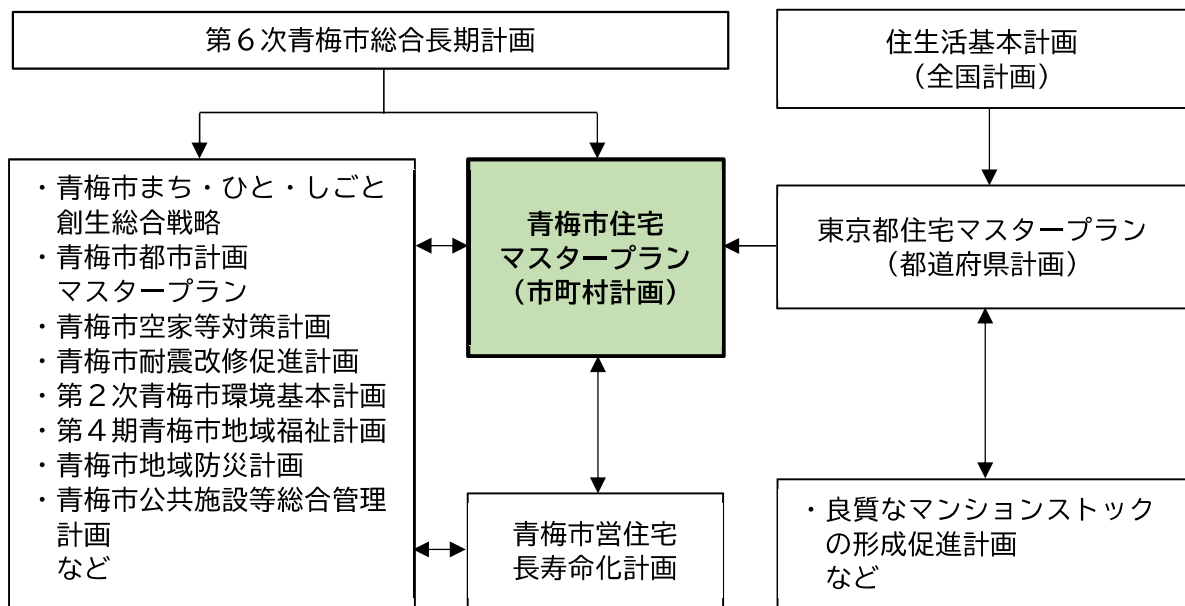 第６次青梅市総合長期計画
住生活基本計画
（全国計画）
・青梅市まち・ひと・しごと
創生総合戦略
・青梅市都市計画
マスタープラン
・青梅市空家等対策計画
・青梅市耐震改修促進計画
・第２次青梅市環境基本計画
・第４期青梅市地域福祉計画
・青梅市地域防災計画
・青梅市公共施設等総合管理
計画
など
青梅市住宅
マスタープラン
（市町村計画）
東京都住宅マスタープラン
（都道府県計画）
青梅市営住宅
長寿命化計画
・良質なマンションストック
の形成促進計画
など